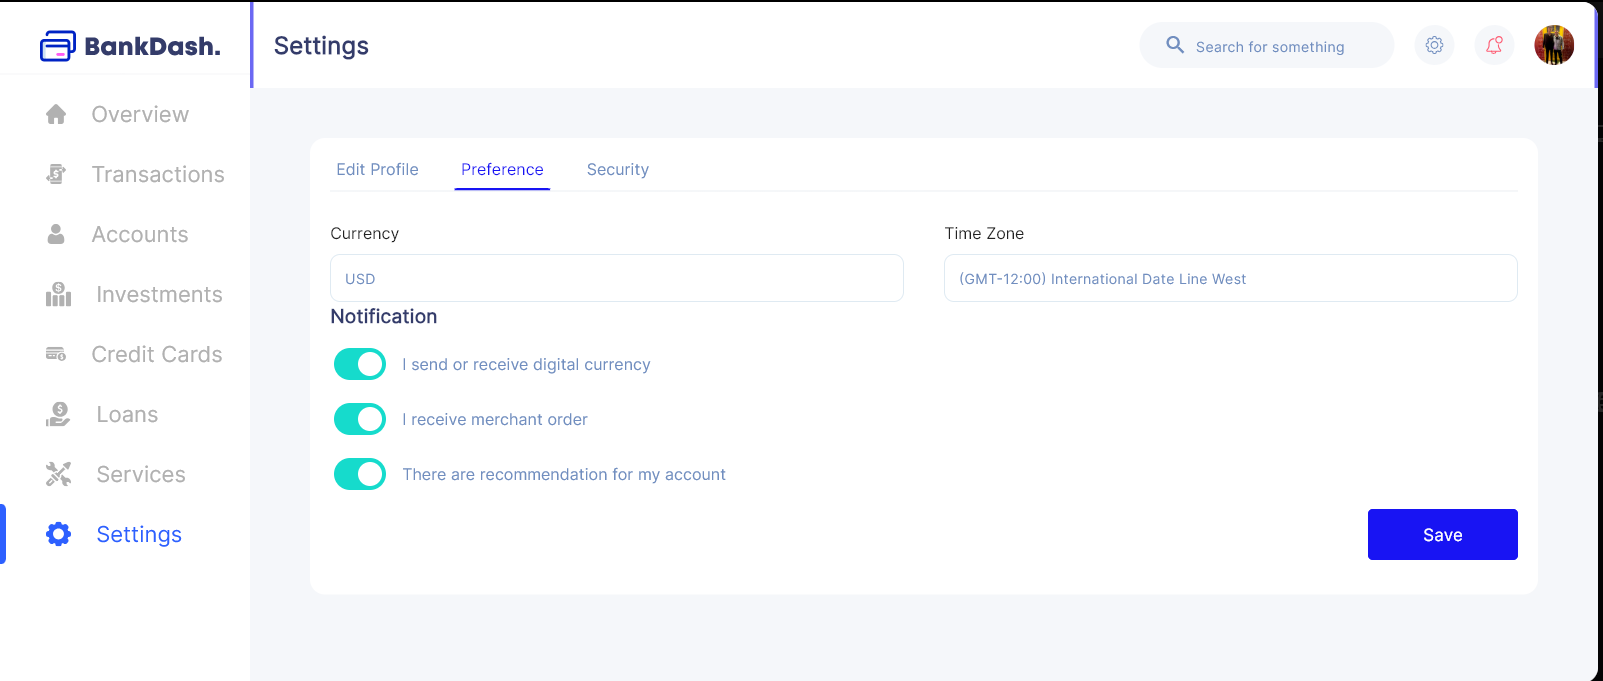 BankDash.
Settings
Search for something
Overview
Transactions
Accounts
Investments
Credit Cards
Loans
Services
Settings
Edit Profile
Preference
Security
Currency
USD
Time Zone
(GMT-12:00) International Date Line West
Notification
I send or receive digital currency
I receive merchant order
There are recommendation for my account
Save